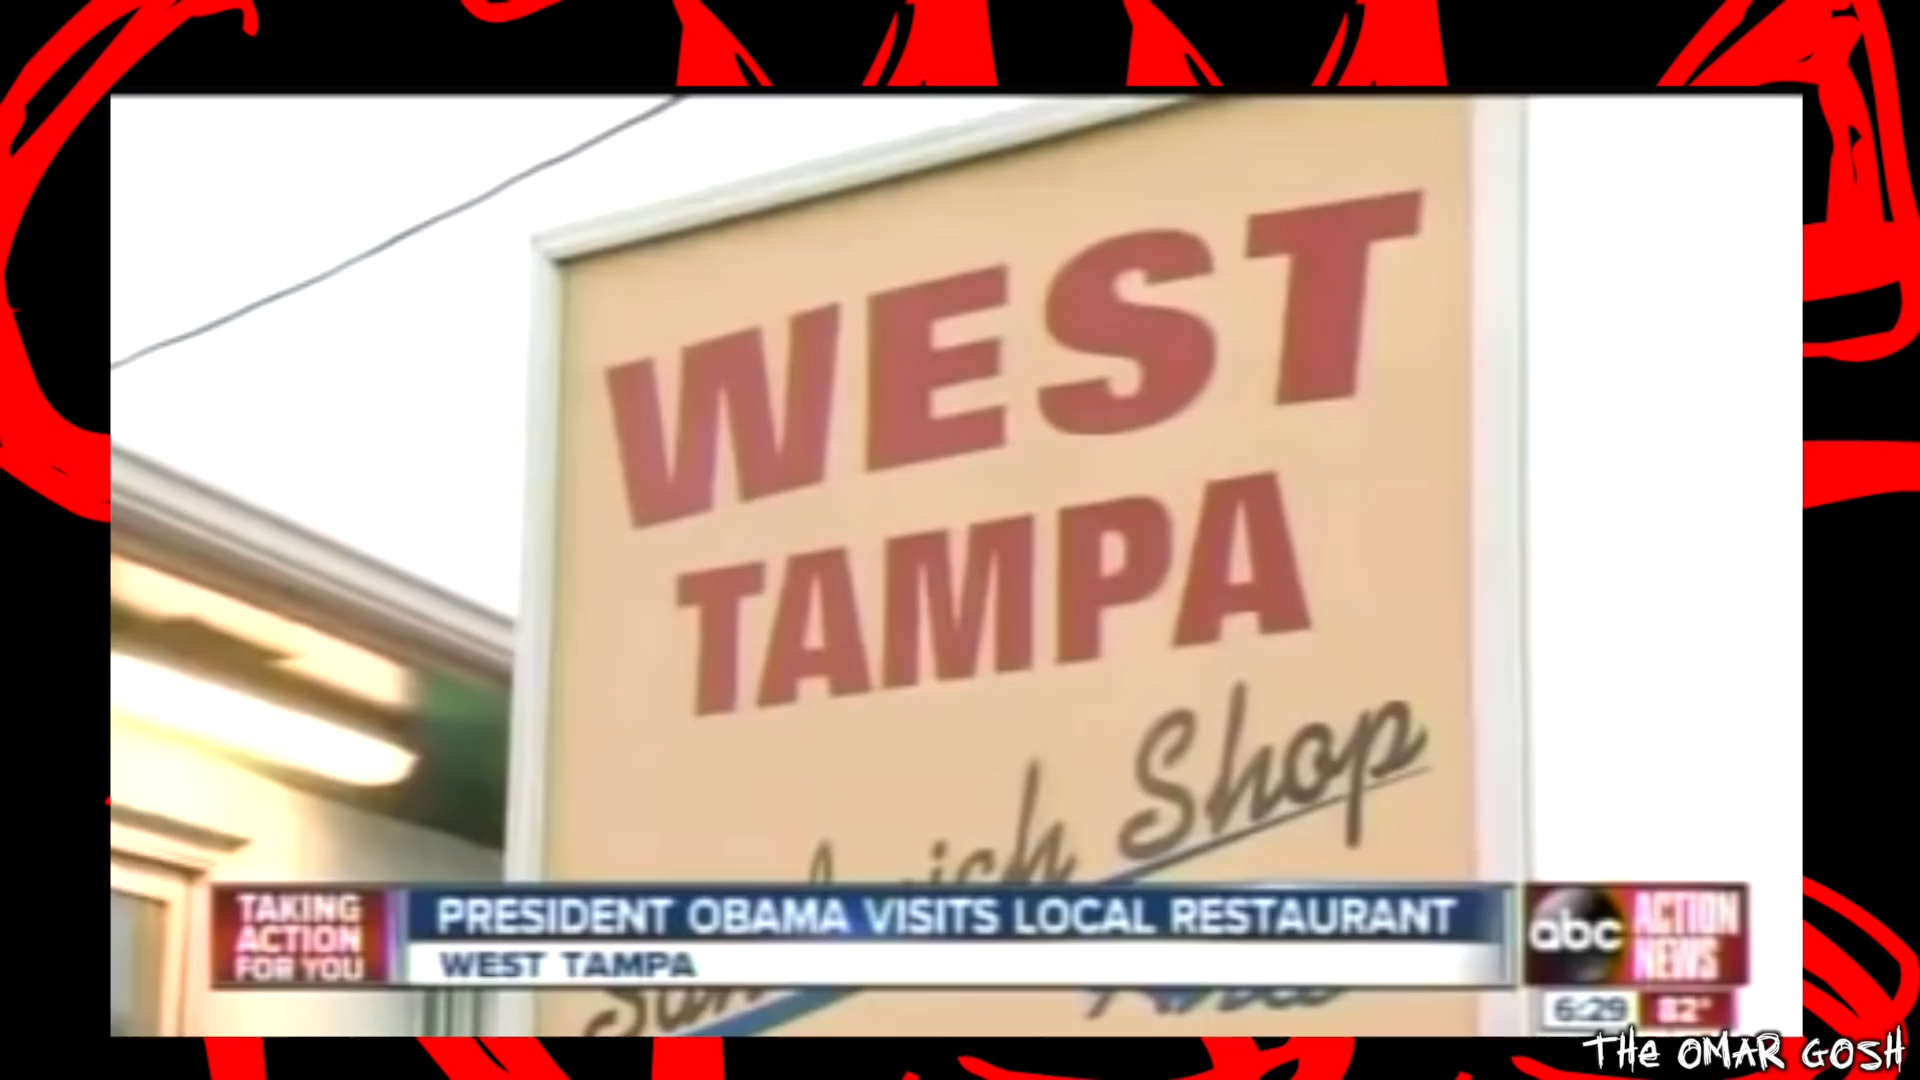 WEST
TAMPA
Sandwich Shop
TAKING
ACTION
FOR YOU
PRESIDENT OBAMA VISITS LOCAL RESTAURANT
WEST TAMPA
abc
ACTION
NEWS
6:29 82°
THE OMAR GOSH